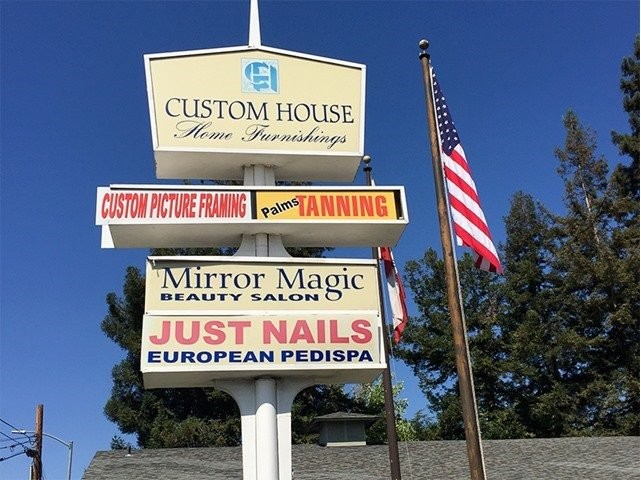 CUSTOM HOUSE
Home Furnishings
CUSTOM PICTURE FRAMING
Palms TANNING
Mirror Magic
BEAUTY SALON
JUST NAILS
EUROPEAN PEDISPA